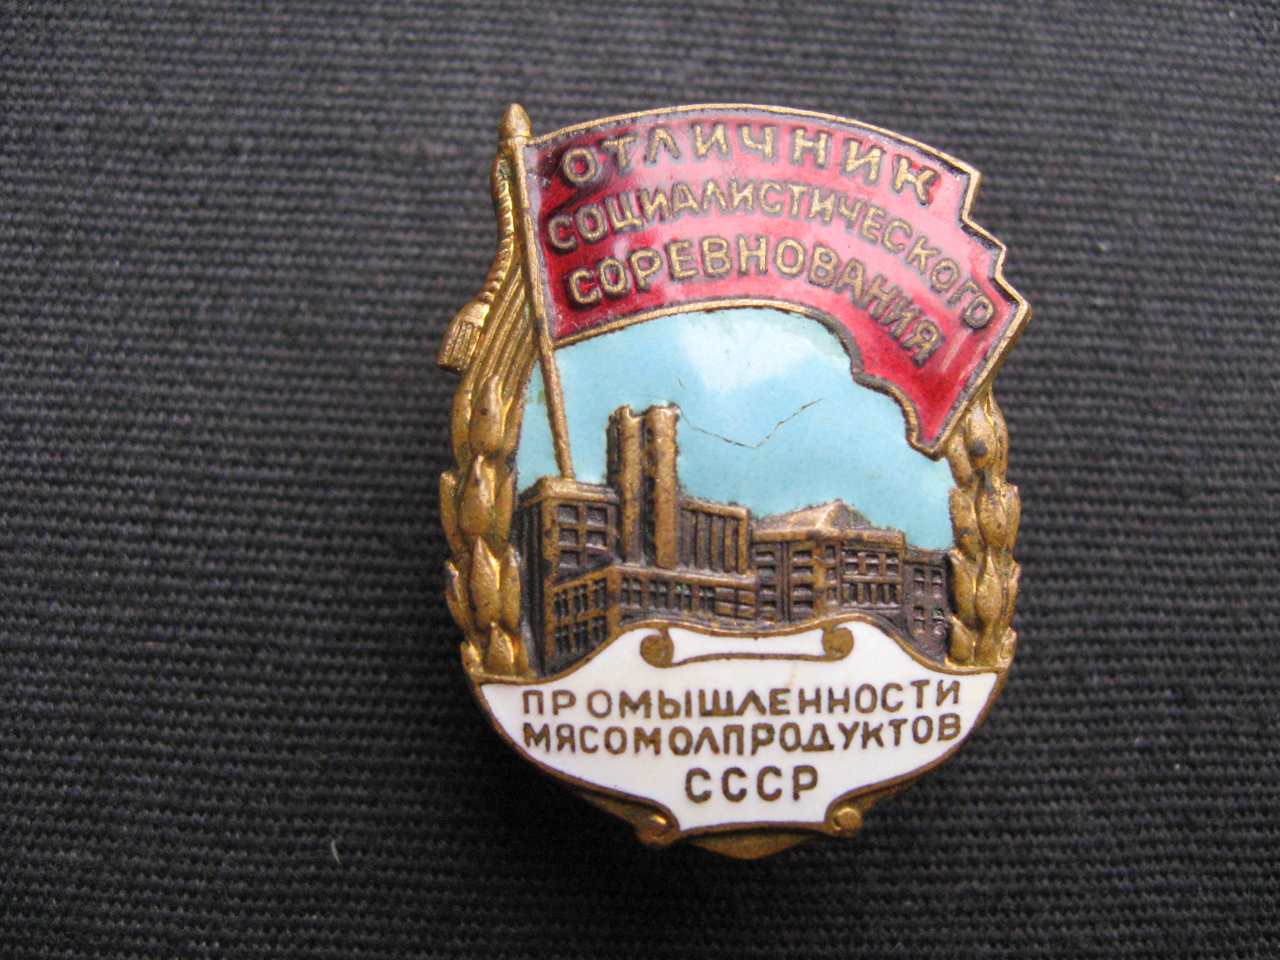 ОТЛИЧНИК
СОЦИАЛИСТИЧЕСКОГО
СОРЕВНОВАНИЯ
ПРОМЫШЛЕННОСТИ
МЯСОМОЛПРОДУКТОВ
СССР